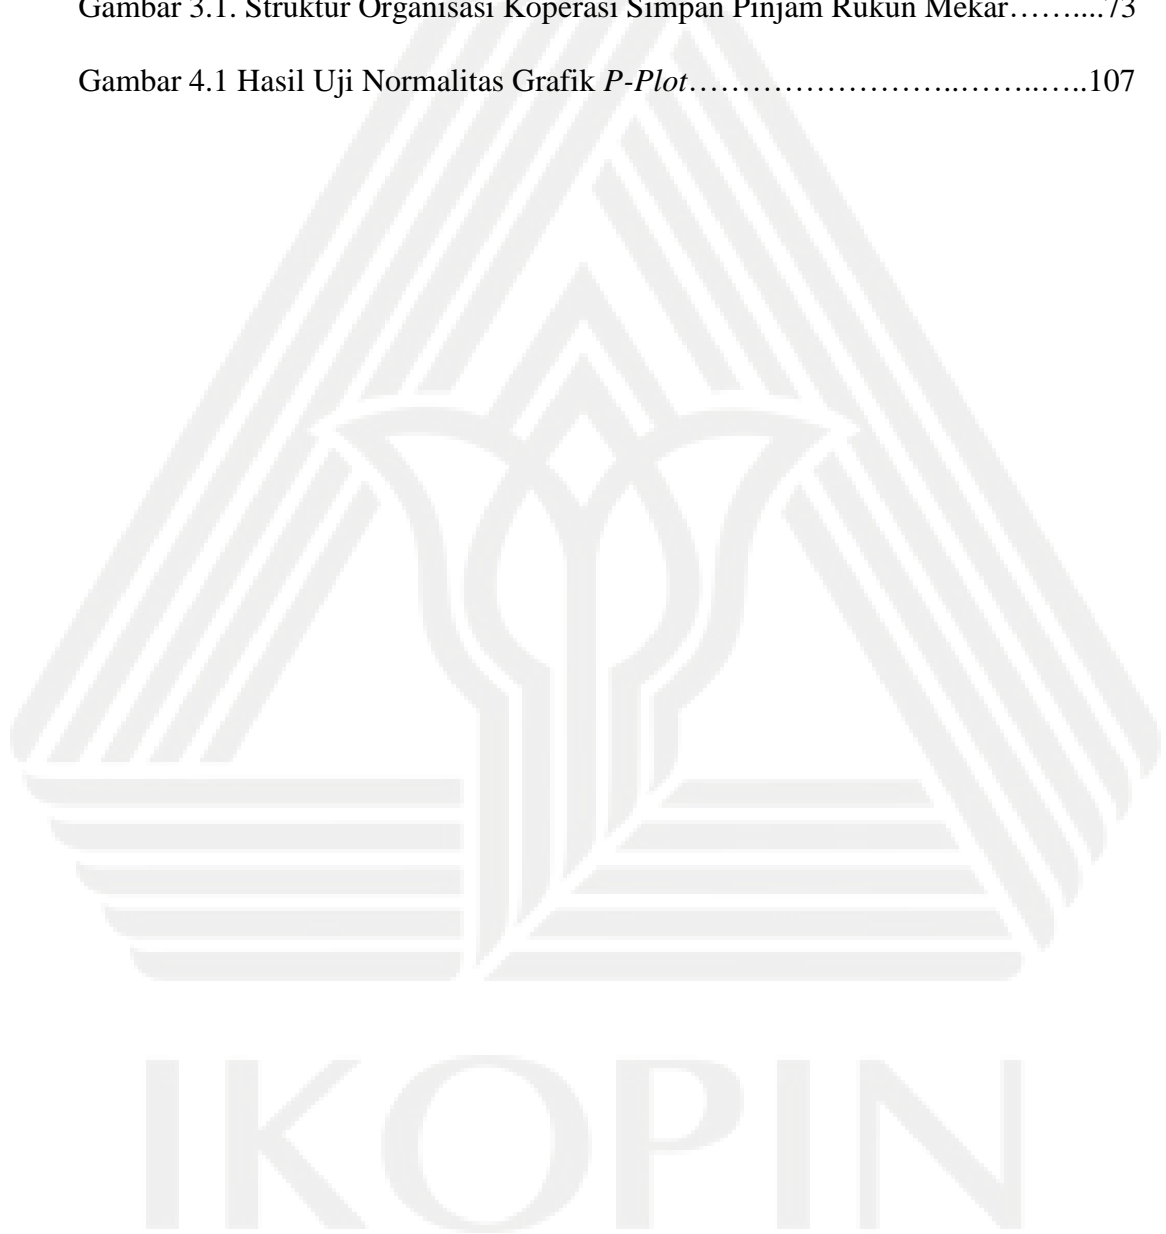 Gambar 3.1. Struktur Organisasi Koperasi Simpan Pinjam Rukun Mekar……....73
Gambar 4.1 Hasil Uji Normalitas Grafik P-Plot……………………..……..…..107
IKOPIN